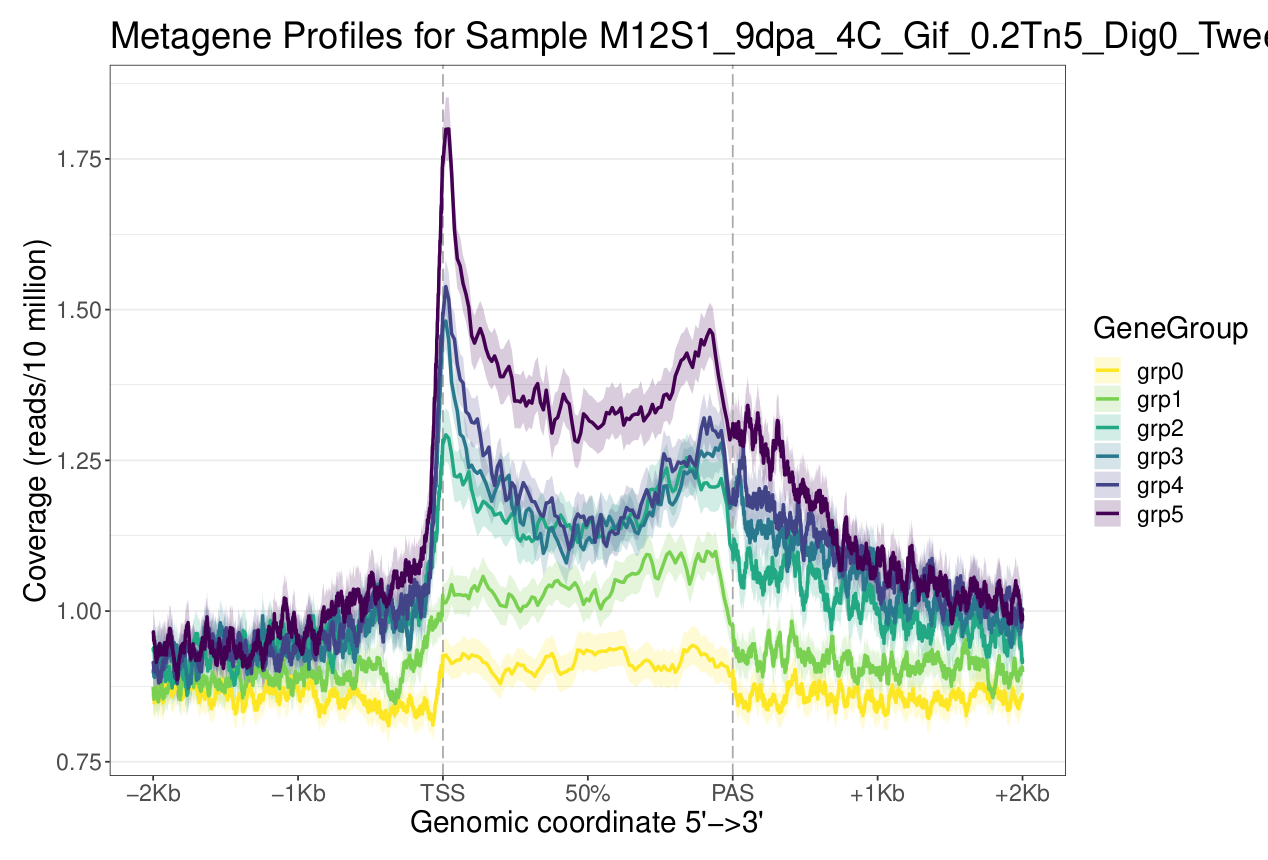 Metagene Profiles for Sample M12S1_9dpa_4C_Gif_0.2Tn5_Dig0_Twee
Coverage (reads/10 million)
1.75
1.50
1.25
1.00
0.75
−2Kb
−1Kb
TSS
50%
PAS
+1Kb
+2Kb
Genomic coordinate 5'−>3'
GeneGroup
grp0
grp1
grp2
grp3
grp4
grp5